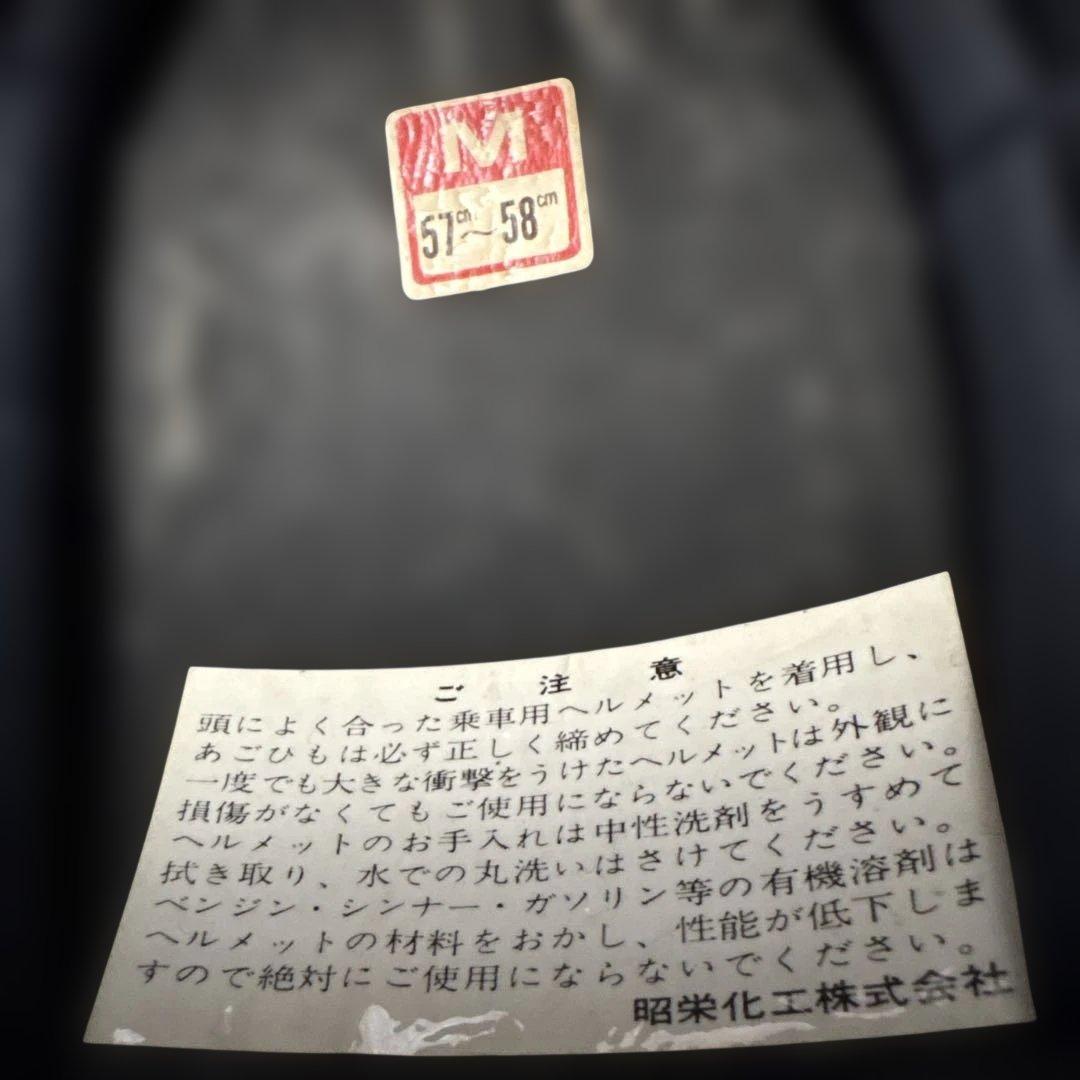 M
57cm～58cm
ご注意
頭によく合った乗車用ヘルメットを着用し、
あごひもは必ず正しく締めてください。
一度でも大きな衝撃をうけたヘルメットは外観に
損傷がなくてもご使用にならないでください。
ヘルメットのお手入れは中性洗剤をうすめて
拭き取り、水での丸洗いはさけてください。
ベンジン・シンナー・ガソリン等の有機溶剤は
ヘルメットの材料をおかし、性能が低下しま
すので絶対にご使用にならないでください。
昭栄化工株式会社